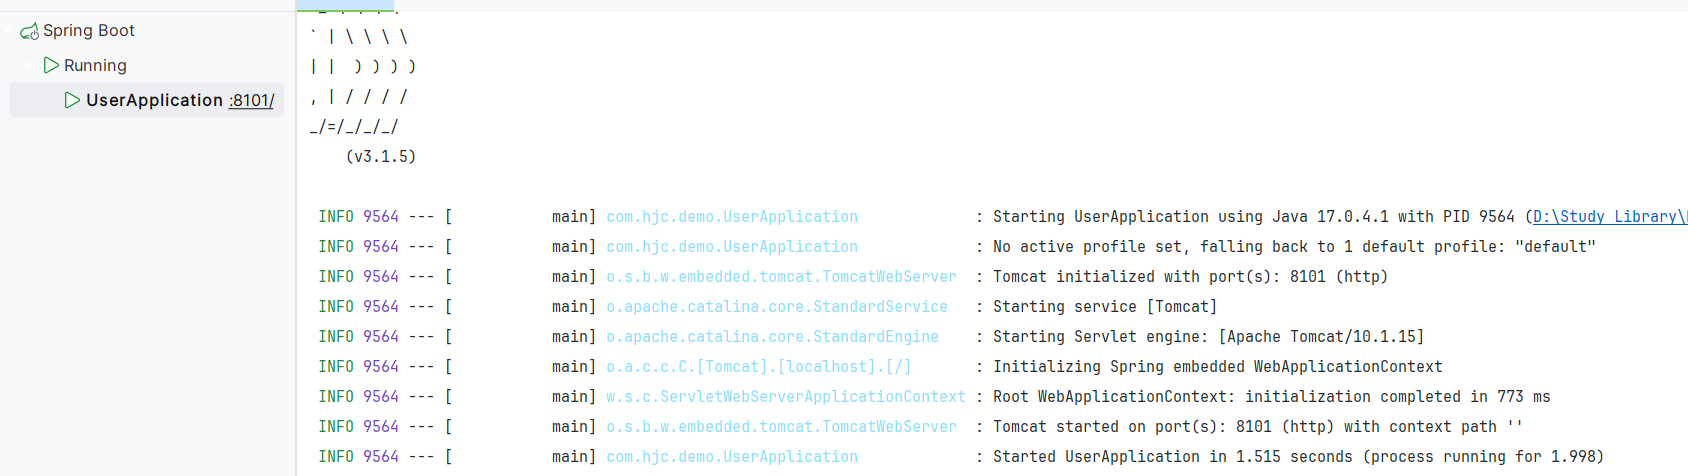 Spring Boot
Running
UserApplication :8101/
` | \ \ \ \
| |  ) ) ) )
, | / / / /
_/=/_/_/_/
(v3.1.5)
INFO 9564 --- [           main] com.hjc.demo.UserApplication             : Starting UserApplication using Java 17.0.4.1 with PID 9564 (D:\Study Library\
INFO 9564 --- [           main] com.hjc.demo.UserApplication             : No active profile set, falling back to 1 default profile: "default"
INFO 9564 --- [           main] o.s.b.w.embedded.tomcat.TomcatWebServer  : Tomcat initialized with port(s): 8101 (http)
INFO 9564 --- [           main] o.apache.catalina.core.StandardService   : Starting service [Tomcat]
INFO 9564 --- [           main] o.apache.catalina.core.StandardEngine    : Starting Servlet engine: [Apache Tomcat/10.1.15]
INFO 9564 --- [           main] o.a.c.c.C.[Tomcat].[localhost].[/]       : Initializing Spring embedded WebApplicationContext
INFO 9564 --- [           main] w.s.c.ServletWebServerApplicationContext : Root WebApplicationContext: initialization completed in 773 ms
INFO 9564 --- [           main] o.s.b.w.embedded.tomcat.TomcatWebServer  : Tomcat started on port(s): 8101 (http) with context path ''
INFO 9564 --- [           main] com.hjc.demo.UserApplication             : Started UserApplication in 1.515 seconds (process running for 1.998)